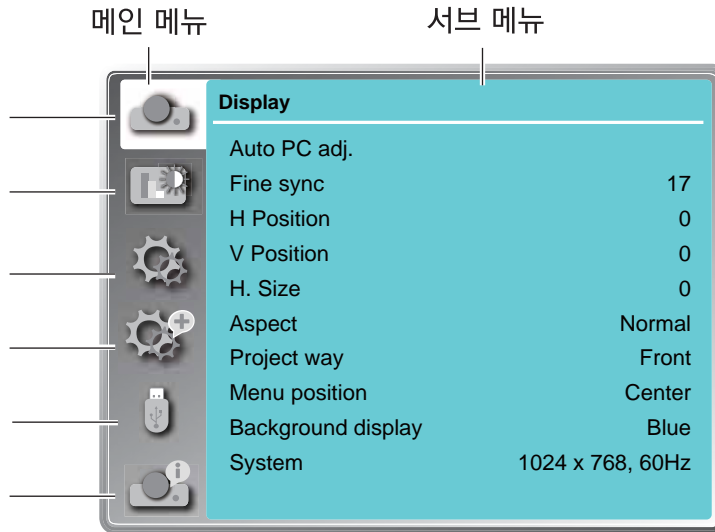 메인 메뉴 서브 메뉴
Display
Auto PC adj.
Fine sync 17
H Position 0
V Position 0
H. Size 0
Aspect Normal
Project way Front
Menu position Center
Background display Blue
System 1024 x 768, 60Hz